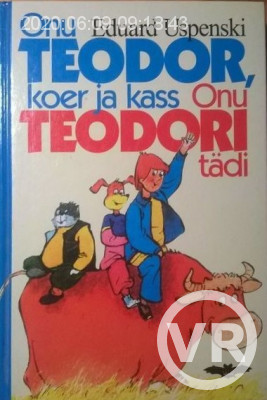 Onu Eduard Uspenski
2020:06:09 09:13:43
TEODOR,
koer ja kass Onu
TEODORI
tädi
VR